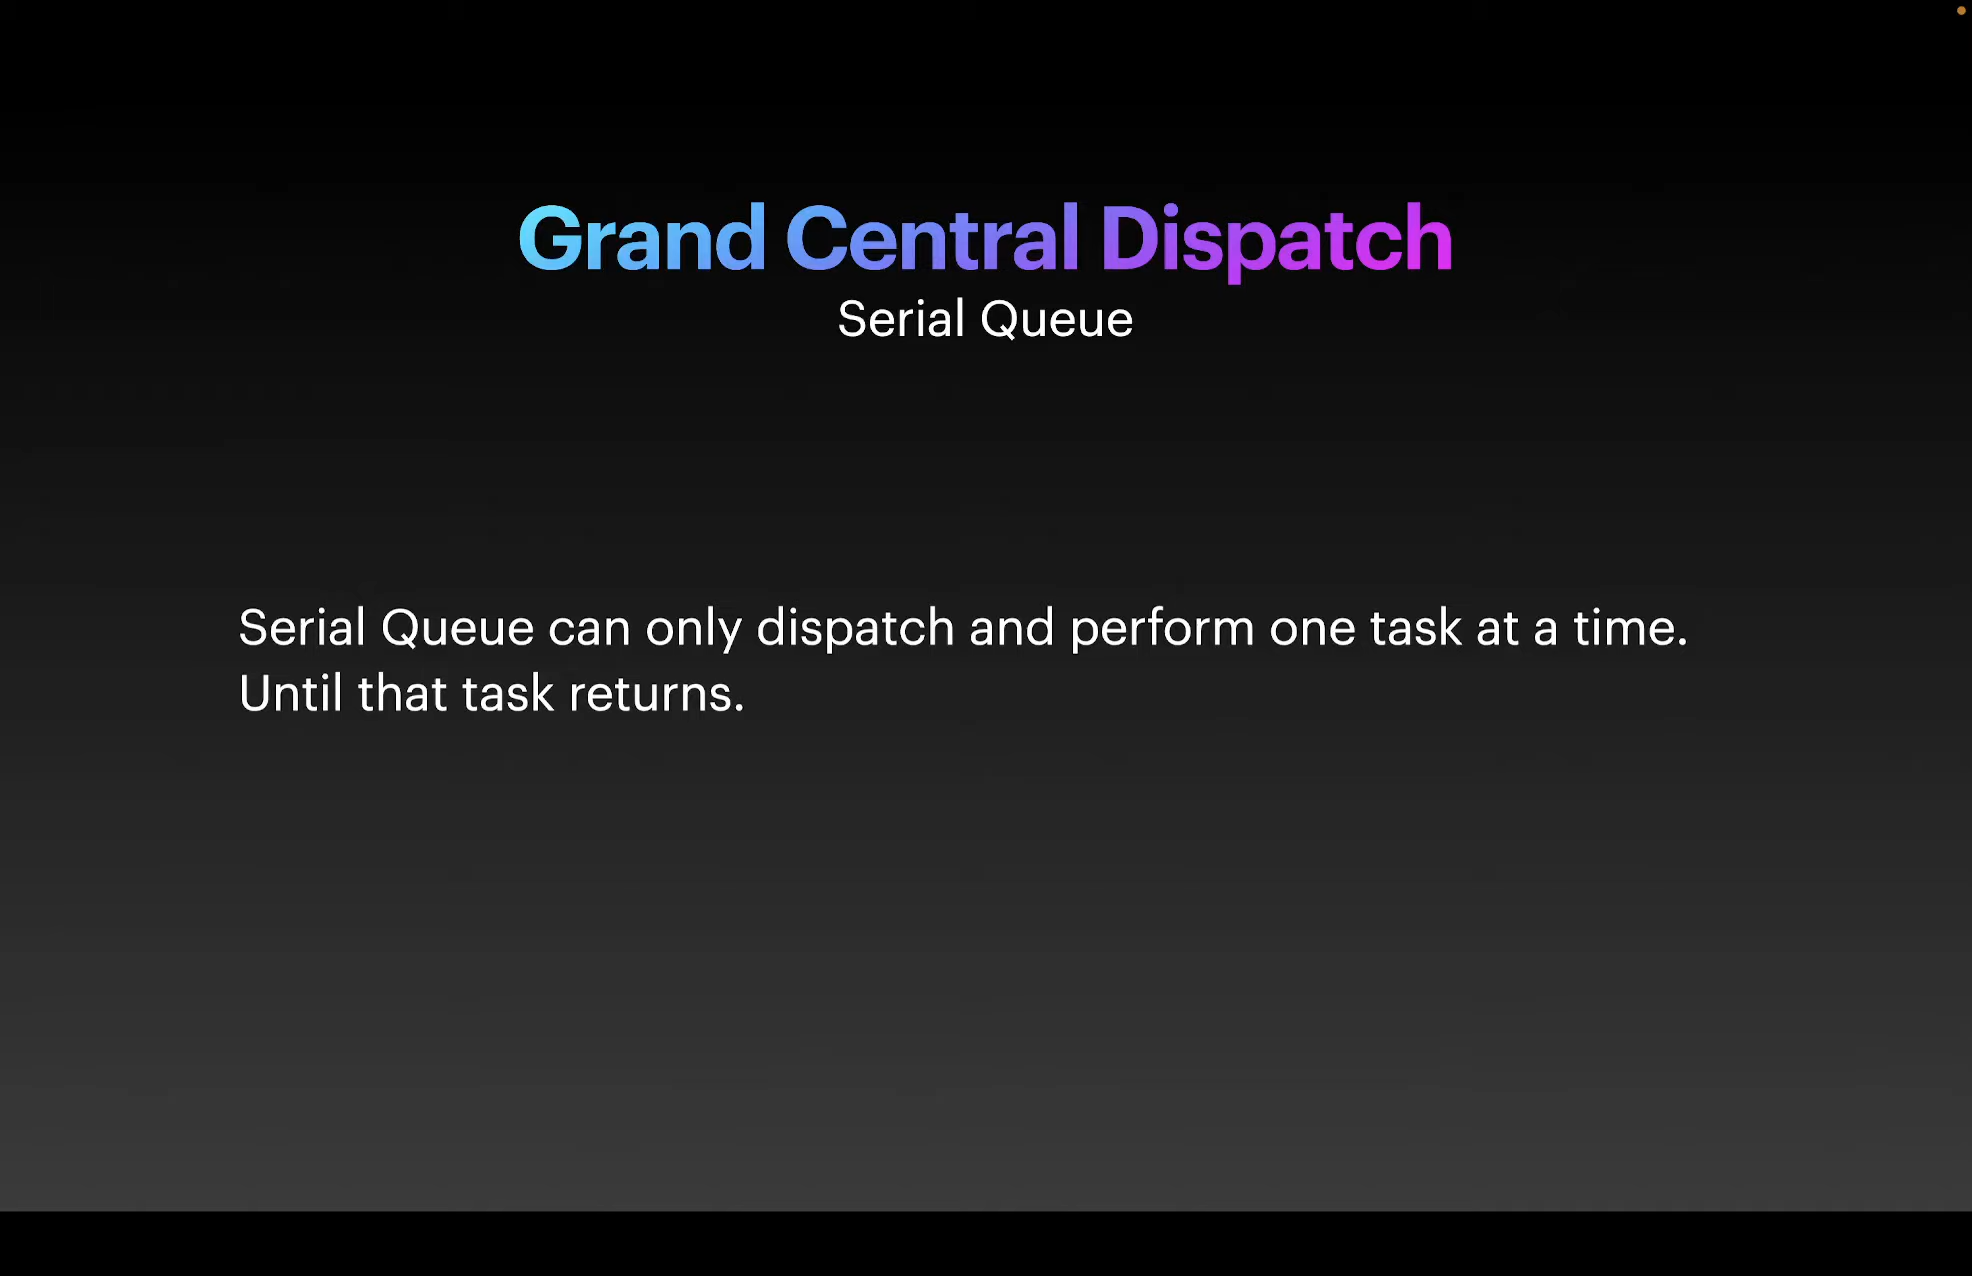 Grand Central Dispatch
Serial Queue
Serial Queue can only dispatch and perform one task at a time.
Until that task returns.